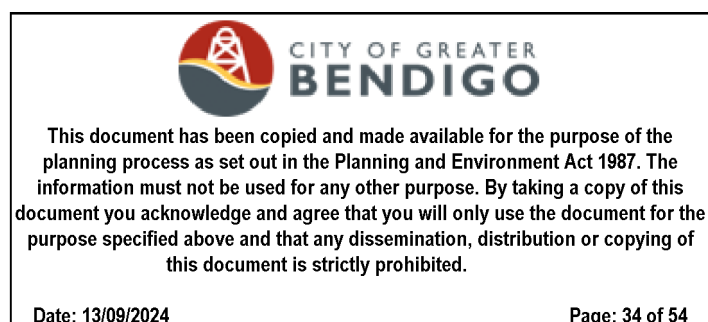 CITY OF GREATER
BENDIGO
This document has been copied and made available for the purpose of the
planning process as set out in the Planning and Environment Act 1987. The
information must not be used for any other purpose. By taking a copy of this
document you acknowledge and agree that you will only use the document for the
purpose specified above and that any dissemination, distribution or copying of
this document is strictly prohibited.
Date: 13/09/2024 Page: 34 of 54